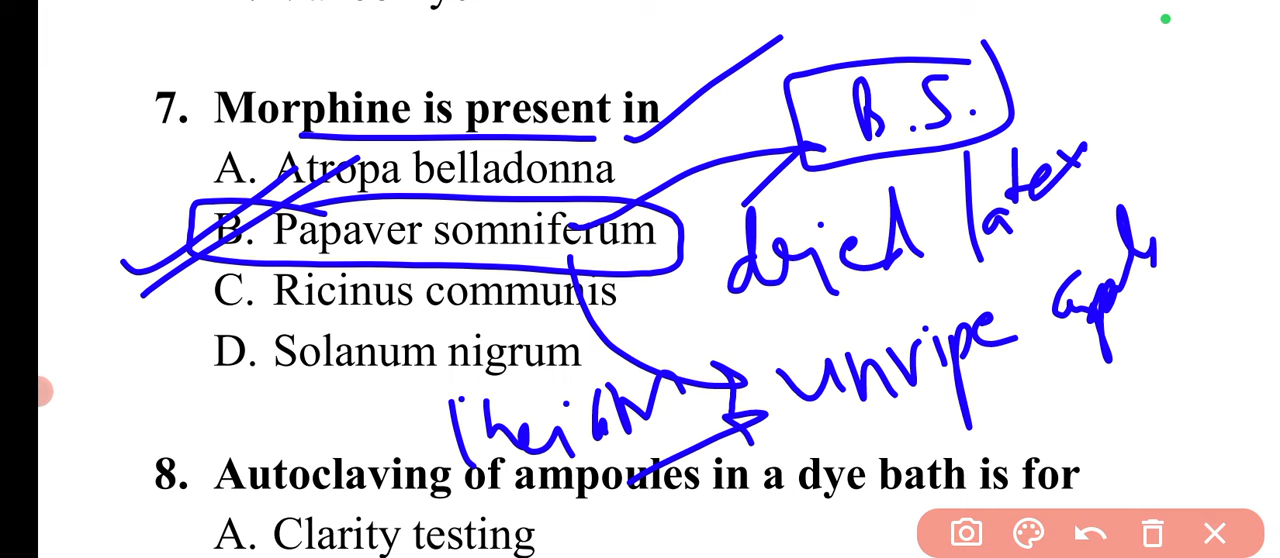 7. Morphine is present in
B.S.
A. Atropa belladonna
B. Papaver somniferum
dried latex
C. Ricinus communis
unripe
D. Solanum nigrum
8. Autoclaving of ampoules in a dye bath is for
A. Clarity testing